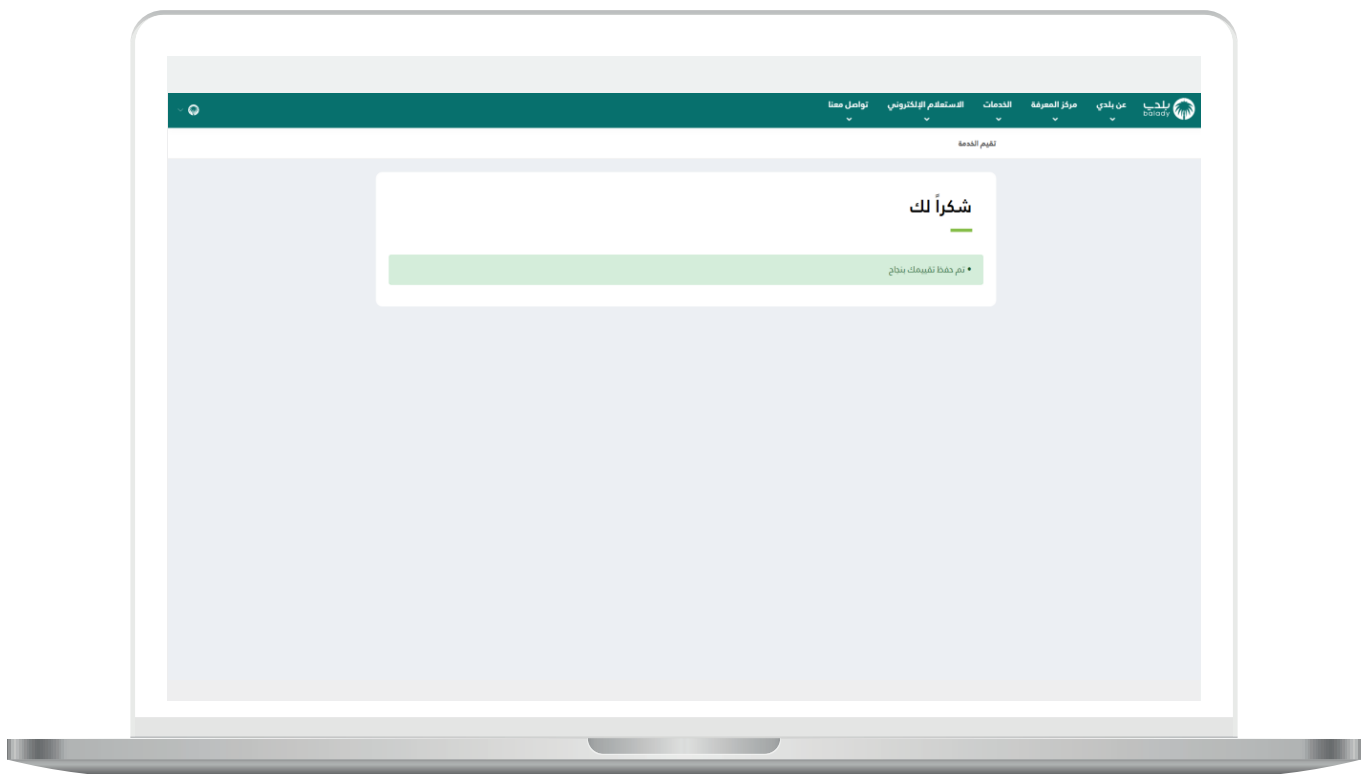 بلدي
balady
عن بلدي
مركز المعرفة
الخدمات
الاستعلام الإلكتروني
تواصل معنا
تقيم الخدمة
شكراً لك
• تم حفظ تقييمك بنجاح